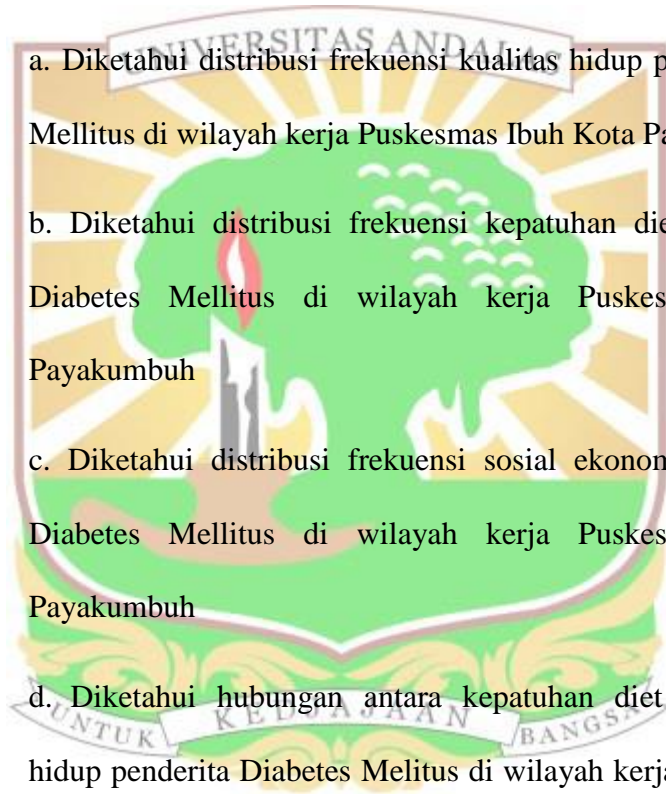 UNIVERSITAS ANDALAS
a. Diketahui distribusi frekuensi kualitas hidup p
Mellitus di wilayah kerja Puskesmas Ibuh Kota Pa
b. Diketahui distribusi frekuensi kepatuhan die
Diabetes Mellitus di wilayah kerja Puskes
Payakumbuh
c. Diketahui distribusi frekuensi sosial ekonom
Diabetes Mellitus di wilayah kerja Puskes
Payakumbuh
d. Diketahui hubungan antara kepatuhan diet
UNTUK KEDJAJAAN BANGSA
hidup penderita Diabetes Melitus di wilayah kerja